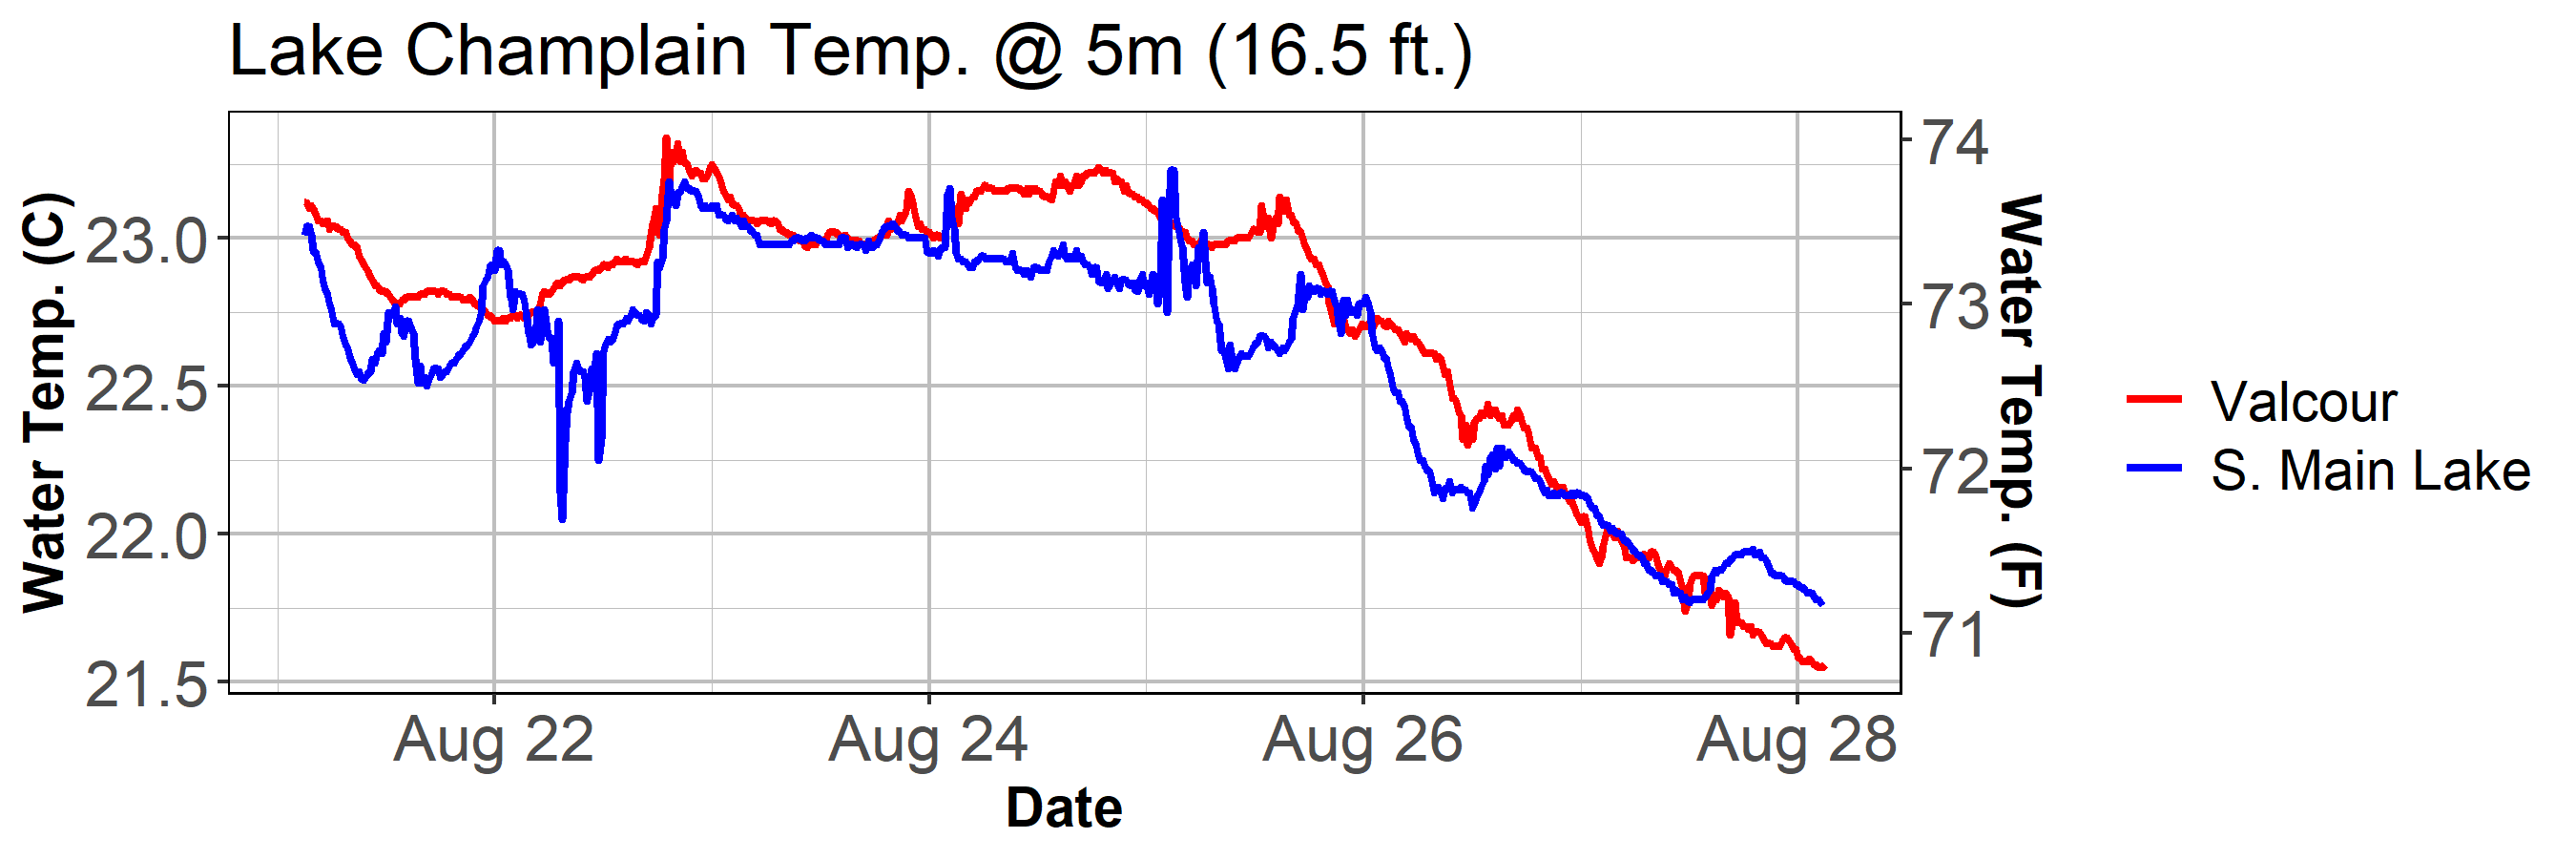 Lake Champlain Temp. @ 5m (16.5 ft.)
Water Temp. (C)
23.0
22.5
22.0
21.5
74
73
72
71
Water Temp. (F)
Aug 22
Aug 24
Aug 26
Aug 28
Date
Valcour
S. Main Lake